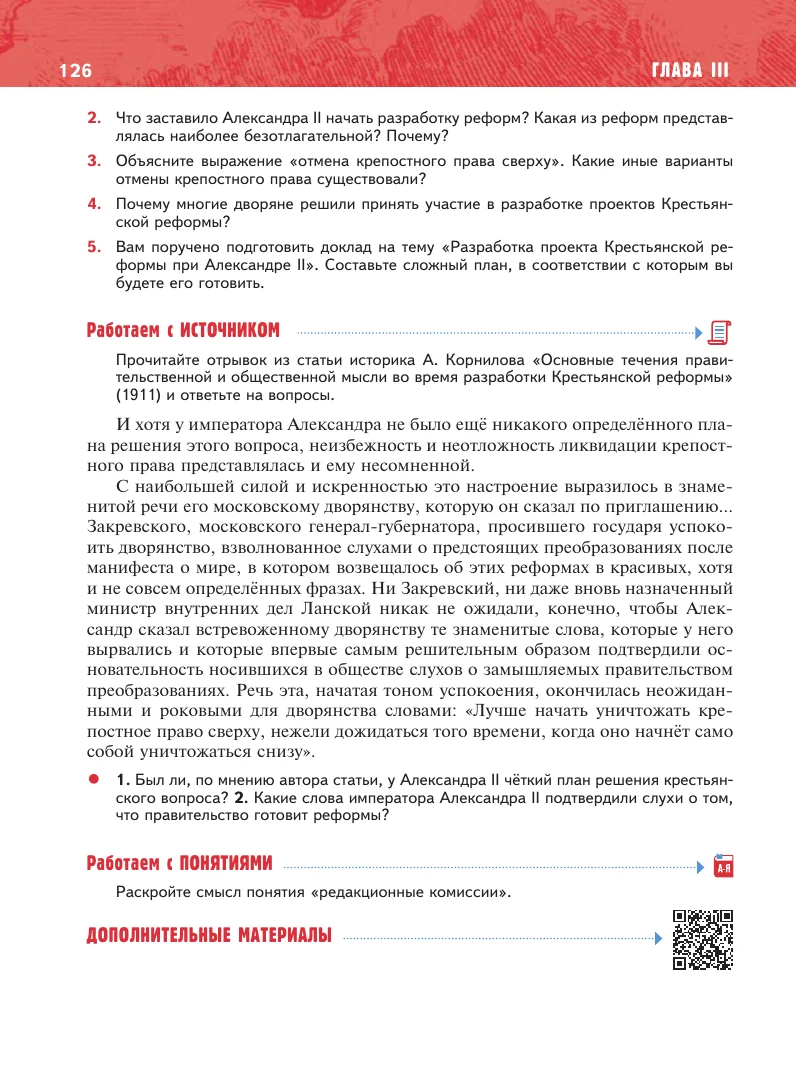 126
ГЛАВА III
2. Что заставило Александра II начать разработку реформ? Какая из реформ представ-
лялась наиболее безотлагательной? Почему?
3. Объясните выражение «отмена крепостного права сверху». Какие иные варианты
отмены крепостного права существовали?
4. Почему многие дворяне решили принять участие в разработке проектов Крестьян-
ской реформы?
5. Вам поручено подготовить доклад на тему «Разработка проекта Крестьянской ре-
формы при Александре II». Составьте сложный план, в соответствии с которым вы
будете его готовить.
Работаем с ИСТОЧНИКОМ
Прочитайте отрывок из статьи историка А. Корнилова «Основные течения прави-
тельственной и общественной мысли во время разработки Крестьянской реформы»
(1911) и ответьте на вопросы.
И хотя у императора Александра не было ещё никакого определённого пла-
на решения этого вопроса, неизбежность и неотложность ликвидации крепост-
ного права представлялась и ему несомненной.
С наибольшей силой и искренностью это настроение выразилось в знаме-
нитой речи его московскому дворянству, которую он сказал по приглашению...
Закревского, московского генерал-губернатора, просившего государя успоко-
ить дворянство, взволнованное слухами о предстоящих преобразованиях после
манифеста о мире, в котором возвещалось об этих реформах в красивых, хотя
и не совсем определённых фразах. Ни Закревский, ни даже вновь назначенный
министр внутренних дел Ланской никак не ожидали, конечно, чтобы Алек-
сандр сказал встревоженному дворянству те знаменитые слова, которые у него
вырвались и которые впервые самым решительным образом подтвердили ос-
новательность носившихся в обществе слухов о замышляемых правительством
преобразованиях. Речь эта, начатая тоном успокоения, окончилась неожидан-
ными и роковыми для дворянства словами: «Лучше начать уничтожать кре-
постное право сверху, нежели дожидаться того времени, когда оно начнёт само
собой уничтожаться снизу».
● 1. Был ли, по мнению автора статьи, у Александра II чёткий план решения крестьян-
ского вопроса? 2. Какие слова императора Александра II подтвердили слухи о том,
что правительство готовит реформы?
Работаем с ПОНЯТИЯМИ
А-Я
Раскройте смысл понятия «редакционные комиссии».
ДОПОЛНИТЕЛЬНЫЕ МАТЕРИАЛЫ